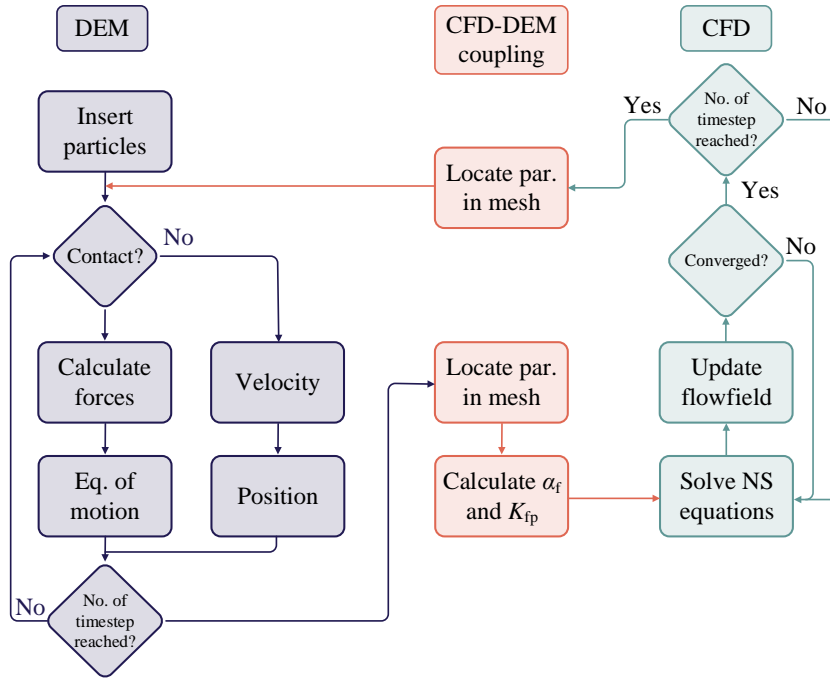 DEM
CFD-DEM
coupling
CFD
Insert
particles
Yes
No. of
timestep
reached?
No
Locate par.
in mesh
Yes
Contact?
No
Converged?
No
Calculate
forces
Velocity
Locate par.
in mesh
Update
flowfield
Eq. of
motion
Position
Calculate αf
and Kfp
Solve NS
equations
No
No. of
timestep
reached?